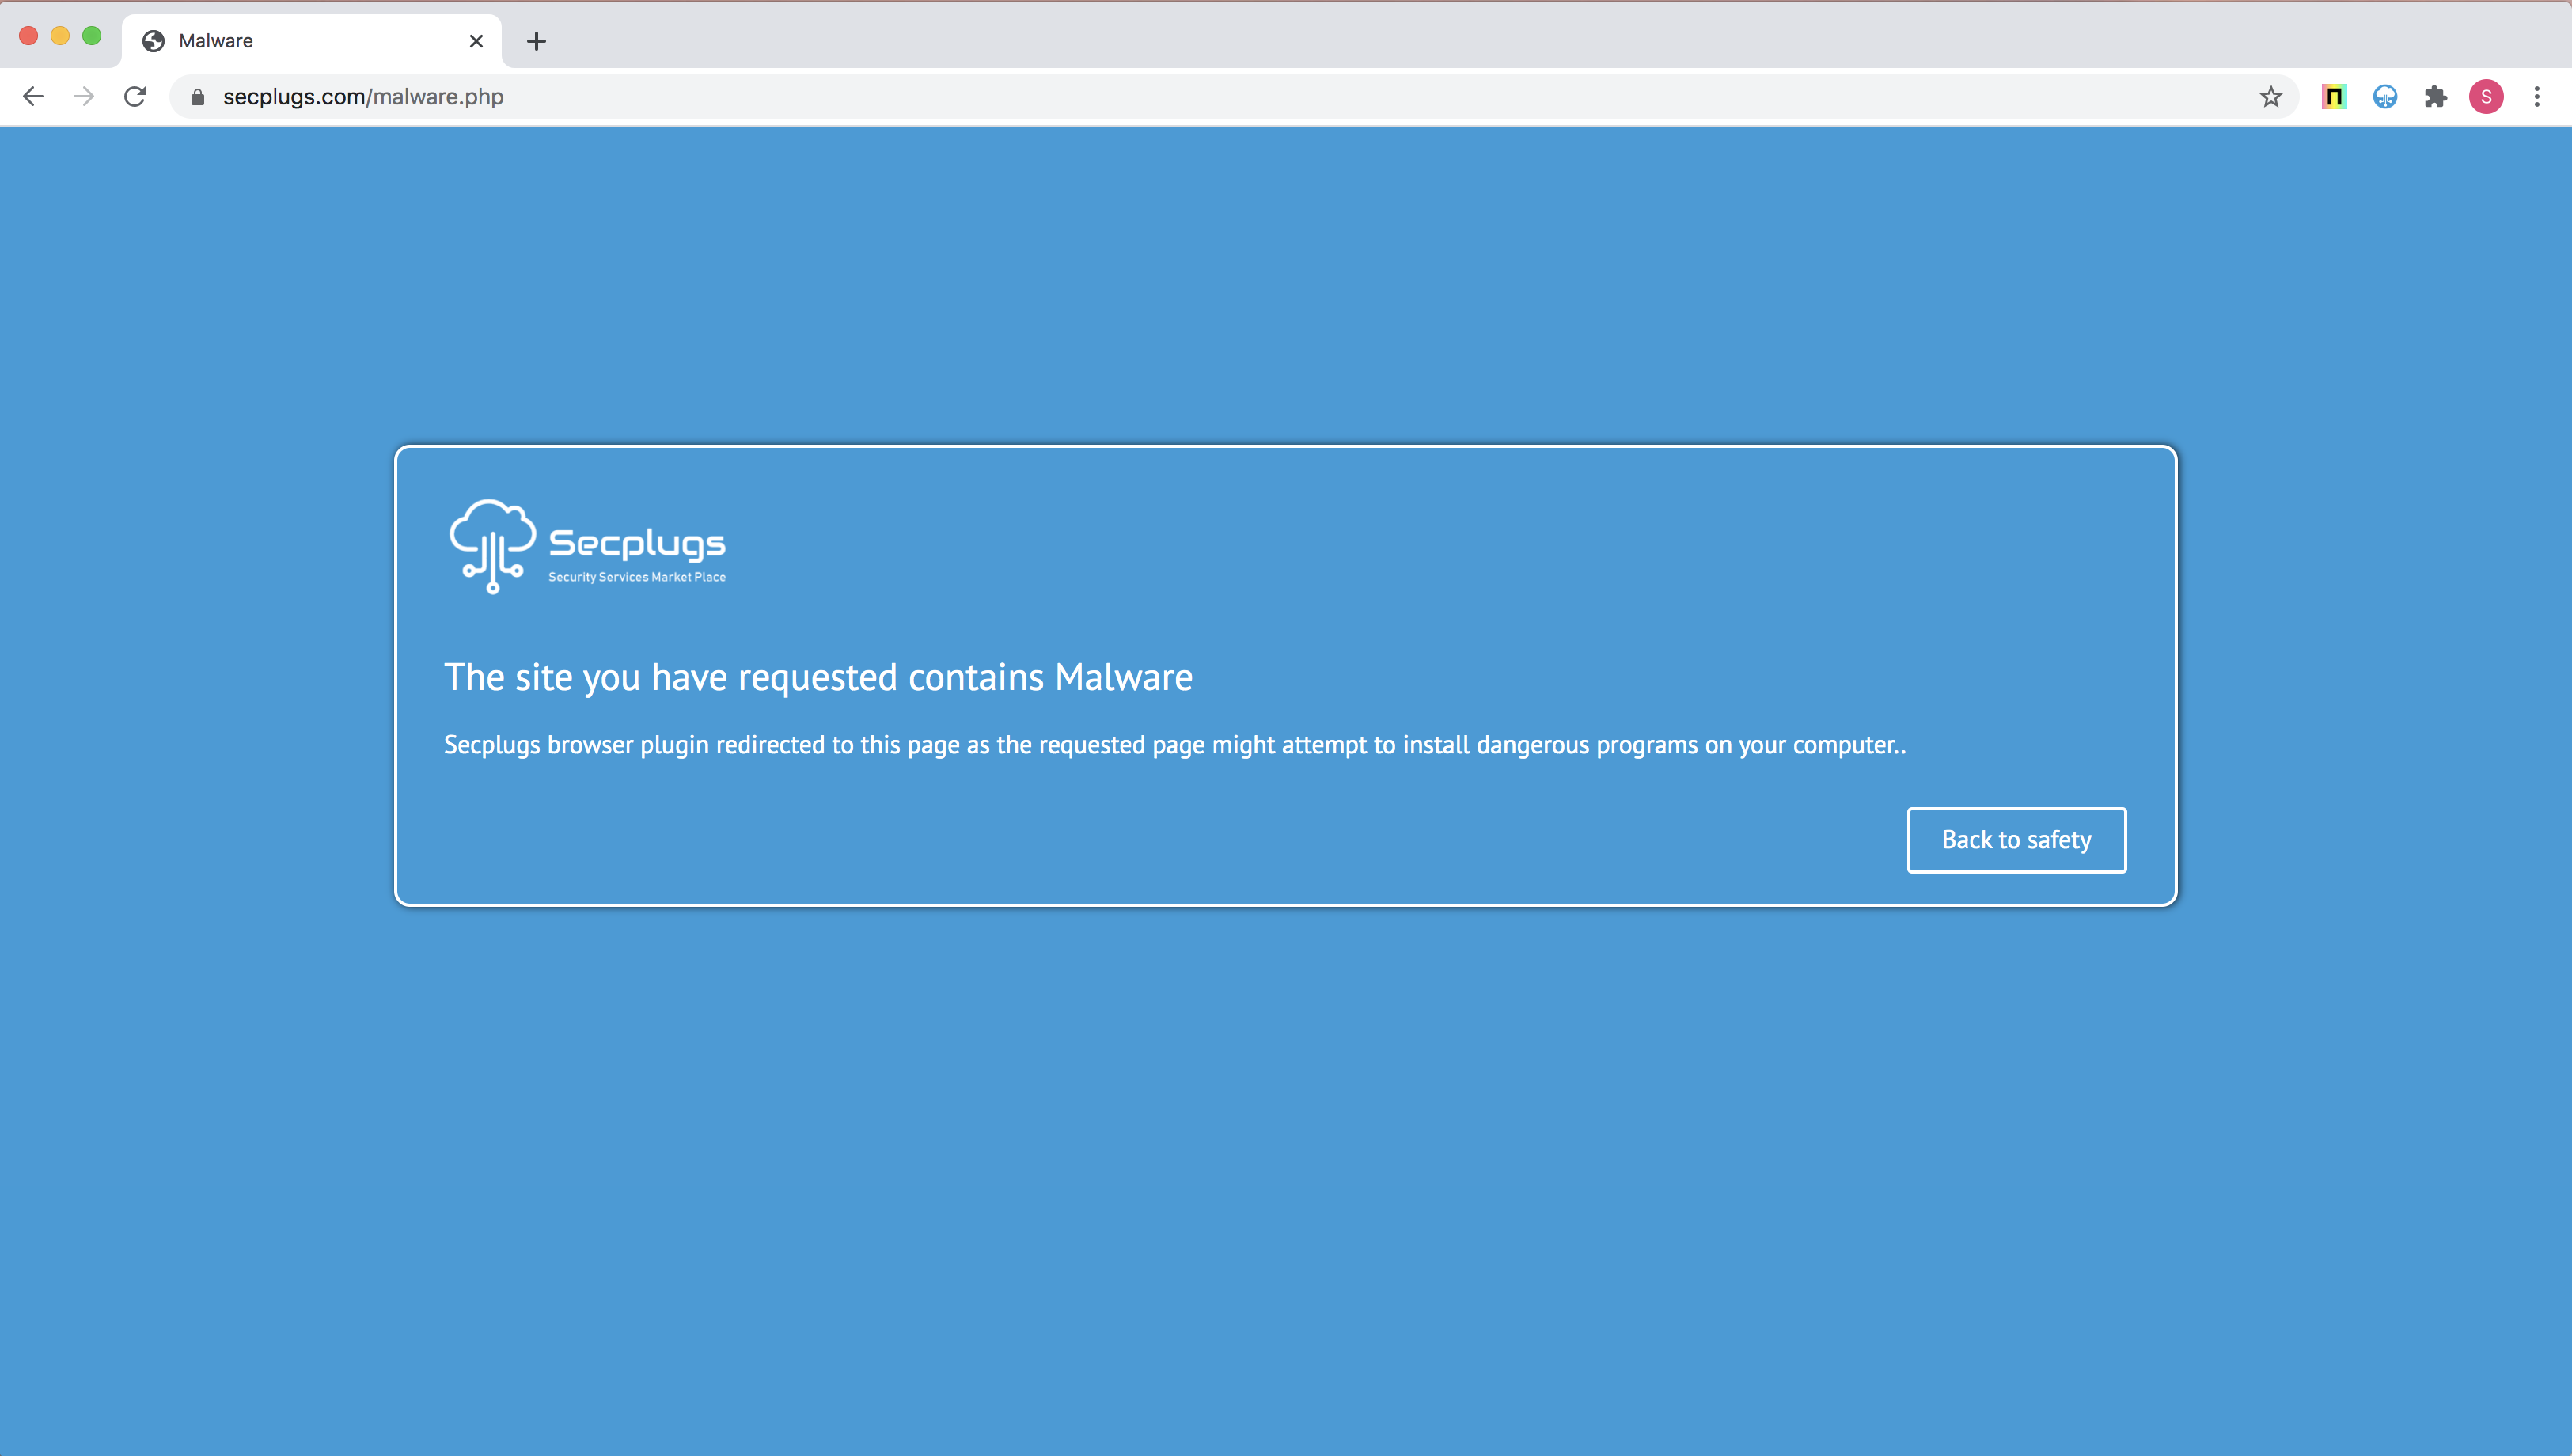 Malware
secplugs.com/malware.php
S
Secplugs
Security Services Market Place
The site you have requested contains Malware
Secplugs browser plugin redirected to this page as the requested page might attempt to install dangerous programs on your computer..
Back to safety